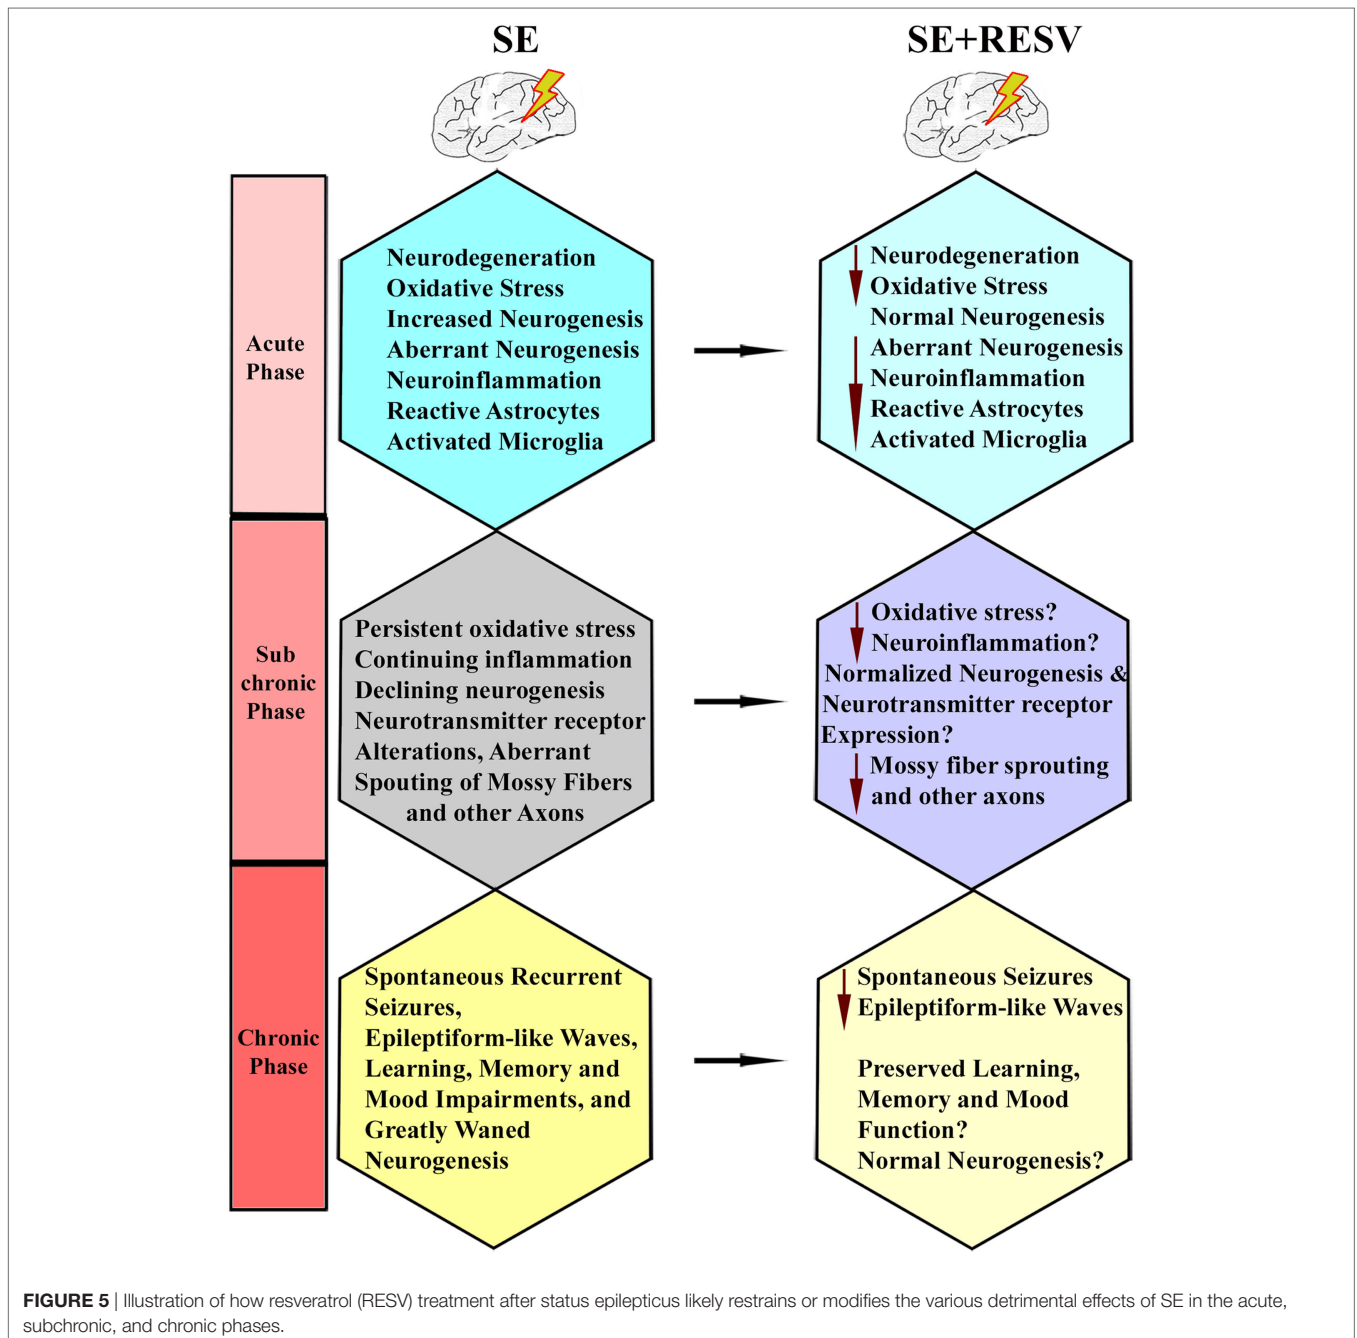 SE
SE+RESV
Acute
Phase
Neurodegeneration
Oxidative Stress
Increased Neurogenesis
Aberrant Neurogenesis
Neuroinflammation
Reactive Astrocytes
Activated Microglia
Neurodegeneration
Oxidative Stress
Normal Neurogenesis
Aberrant Neurogenesis
Neuroinflammation
Reactive Astrocytes
Activated Microglia
Sub
chronic
Phase
Persistent oxidative stress
Continuing inflammation
Declining neurogenesis
Neurotransmitter receptor
Alterations, Aberrant
Spouting of Mossy Fibers
and other Axons
Oxidative stress?
Neuroinflammation?
Normalized Neurogenesis &
Neurotransmitter receptor
Expression?
Mossy fiber sprouting
and other axons
Chronic
Phase
Spontaneous Recurrent
Seizures,
Epileptiform-like Waves,
Learning, Memory and
Mood Impairments, and
Greatly Waned
Neurogenesis
Spontaneous Seizures
Epileptiform-like Waves
Preserved Learning,
Memory and Mood
Function?
Normal Neurogenesis?
FIGURE 5 | Illustration of how resveratrol (RESV) treatment after status epilepticus likely restrains or modifies the various detrimental effects of SE in the acute,
subchronic, and chronic phases.